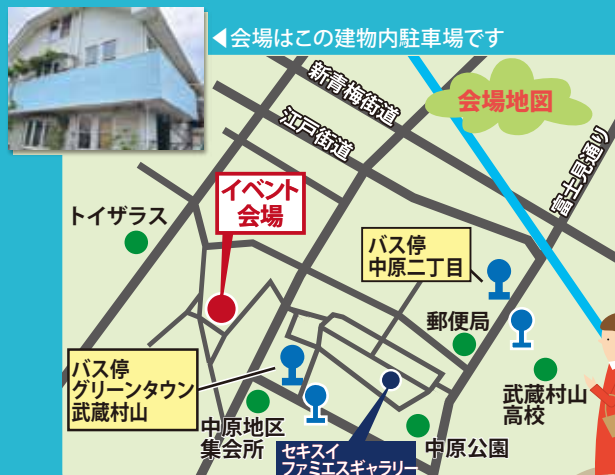 ◀会場はこの建物内駐車場です
会場地図
新青梅街道
江戸街道
富士見通り
イベント
会場
トイザラス
バス停
中原二丁目
郵便局
バス停
グリーンタウン
武蔵村山
武蔵村山
高校
中原地区
集会所
セキスイ
ファミエスギャラリー
中原公園